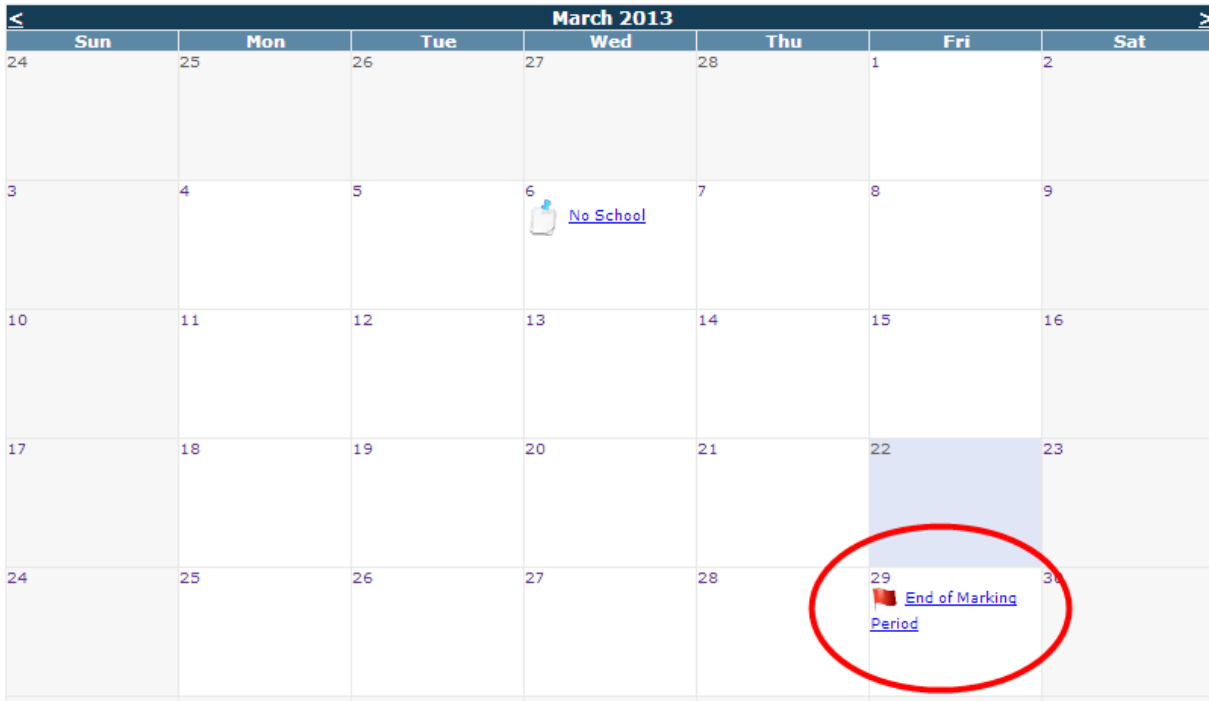 < March 2013 >
Sun Mon Tue Wed Thu Fri Sat
24 25 26 27 28 1 2
3 4 5 6 7 8 9
No School
10 11 12 13 14 15 16
17 18 19 20 21 22 23
24 25 26 27 28 29 30
End of Marking
Period